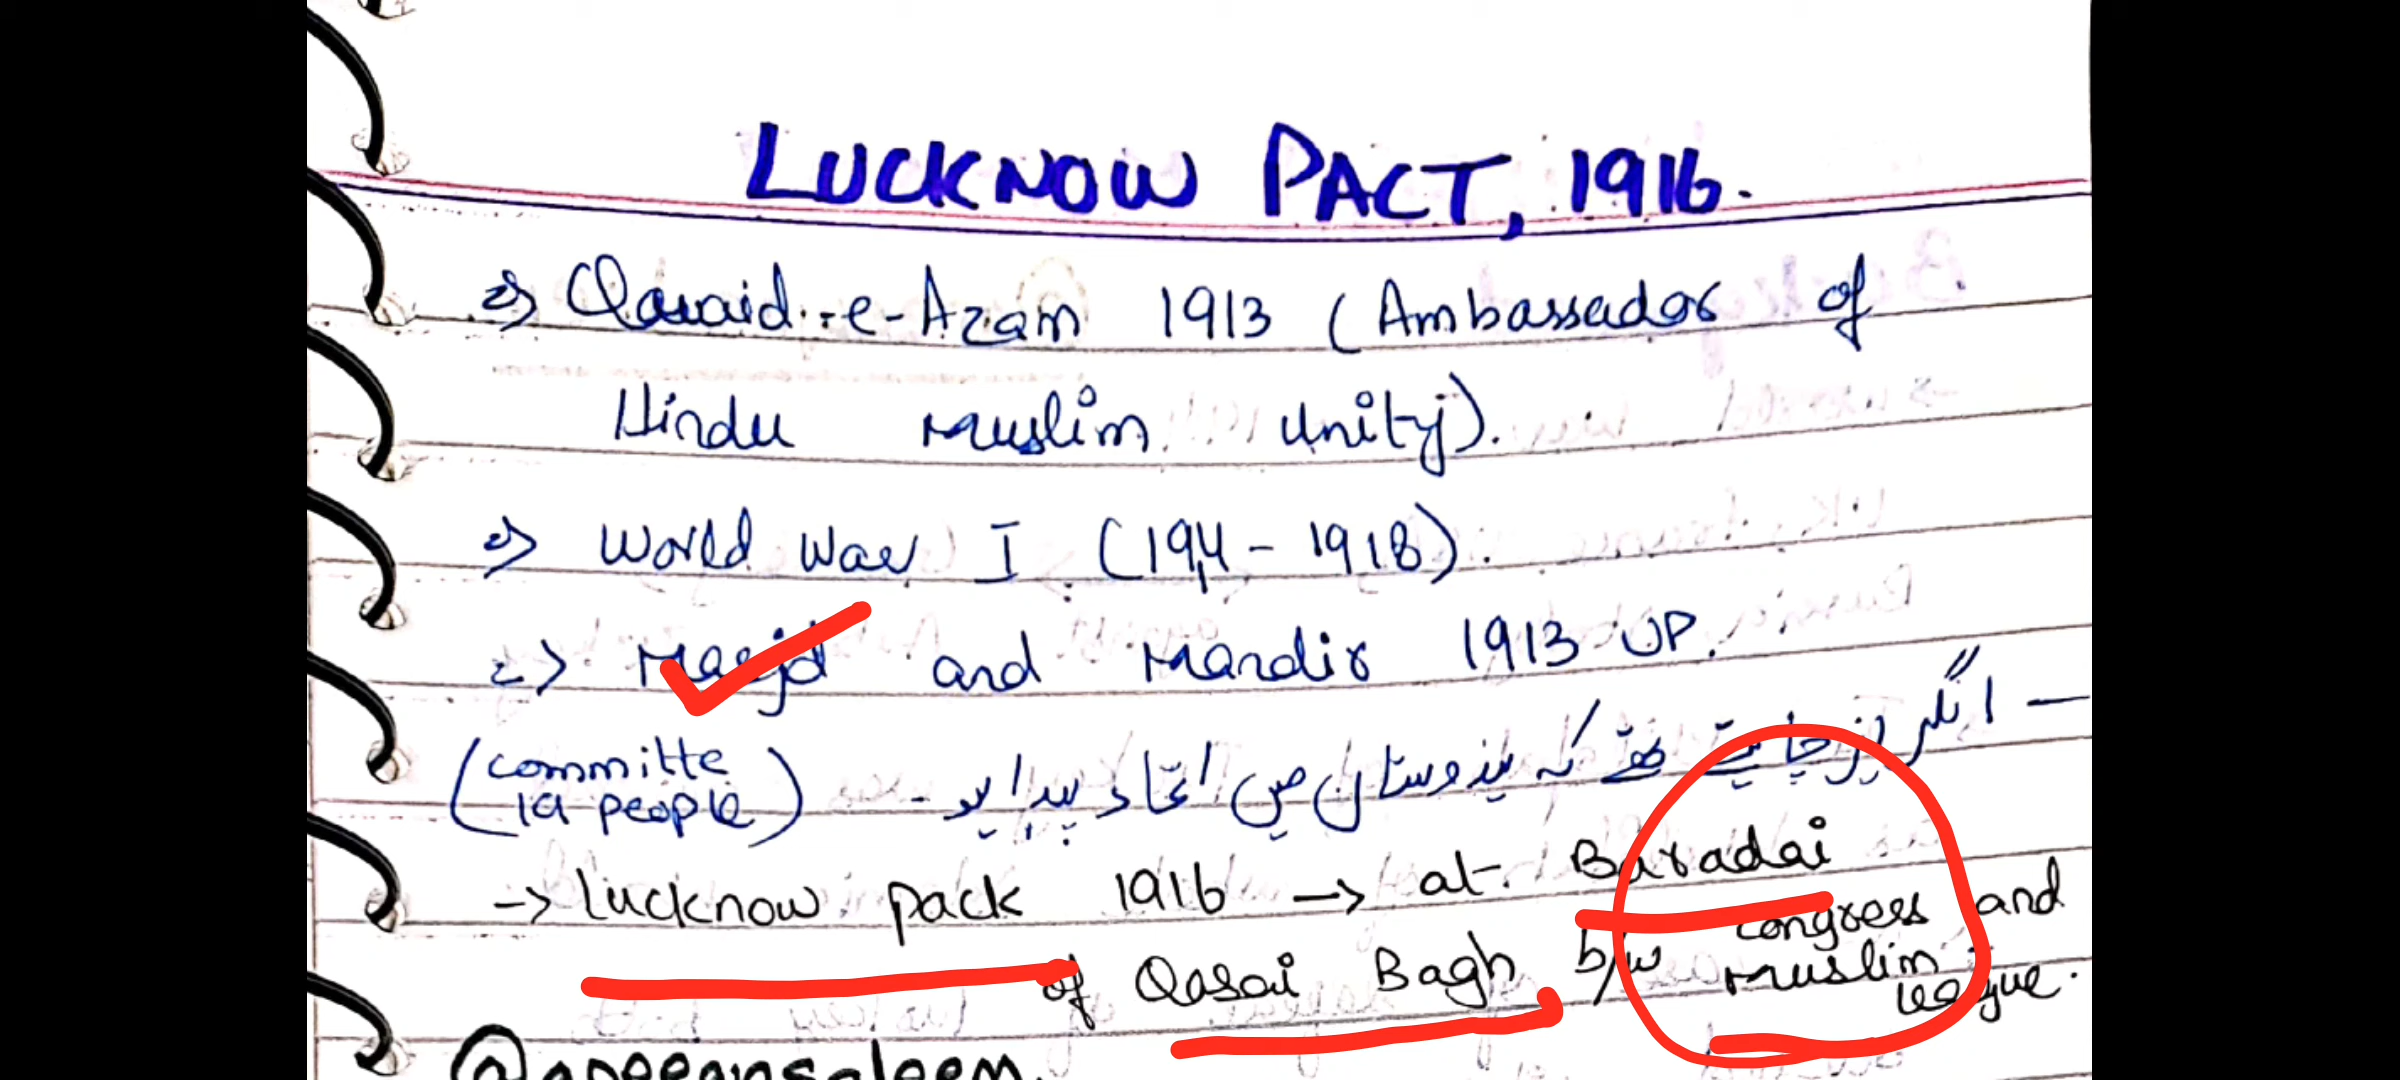 LUCKNOW PACT, 1916.
=> Quaid-e-Azam 1913 (Ambassador of
Hindu Muslim Unity).
=> World War I (1914 - 1918).
=> Masjd and Mandir 1913 UP.
— انگریز چاہتے تھے کہ ہندوستان میں اتحاد پیدا ہو -
(committe
19 people)
-> Lucknow pack 1916 -> at Baradai
of Qasai Bagh b/w congress and
Muslim league.